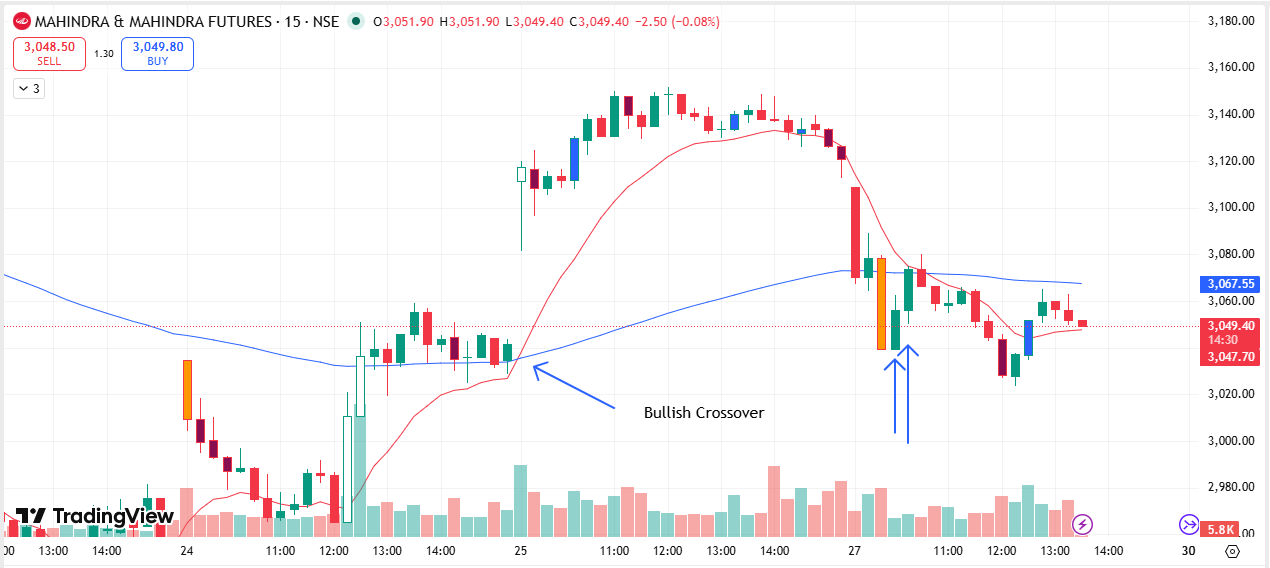 MAHINDRA & MAHINDRA FUTURES · 15 · NSE O3,051.90 H3,051.90 L3,049.40 C3,049.40 −2.50 (−0.08%)
3,048.50 SELL 1.30 3,049.80 BUY
3
3,180.00
3,160.00
3,140.00
3,120.00
3,100.00
3,080.00
3,067.55
3,060.00
3,049.40
14:30
3,047.70
3,020.00
Bullish Crossover
3,000.00
2,980.00
TradingView
5.8K
13:00 14:00 24 11:00 12:00 13:00 14:00 25 11:00 12:00 13:00 14:00 27 11:00 12:00 13:00 14:00 30